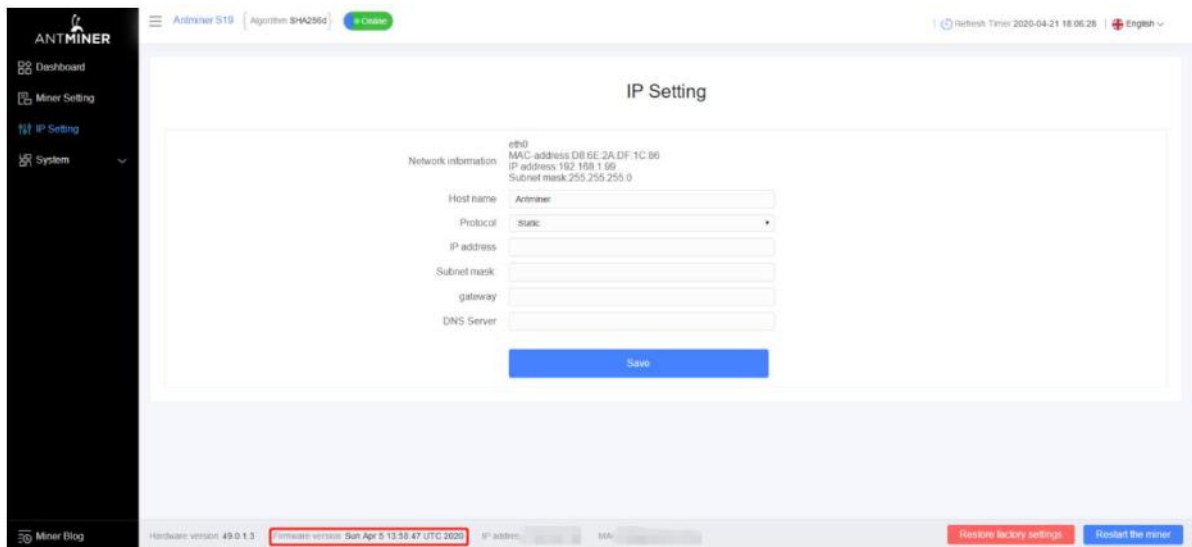 ANTMINER
Antminer S19 [ Algorithm SHA256d ] Online
Refresh Timer 2020-04-21 18:06:28 | English
Dashboard
Miner Setting
IP Setting
System
IP Setting
Network information
eth0
MAC-address:D8:6E:2A:DF:1C:86
IP address:192.168.1.99
Subnet mask:255.255.255.0
Host name Antminer
Protocol Static
IP address
Subnet mask
gateway
DNS Server
Save
Miner Blog
Hardware version 49.0.1.3 Firmware version Sun Apr 5 13:58:47 UTC 2020 IP addres
Restore factory settings Restart the miner